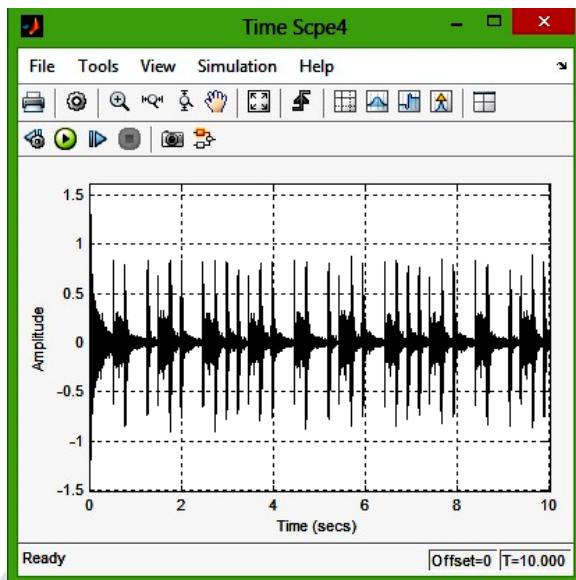 Time Scpe4
File Tools View Simulation Help
1.5
1
0.5
0
-0.5
-1
-1.5
Amplitude
0 2 4 6 8 10
Time (secs)
Ready Offset=0 T=10.000